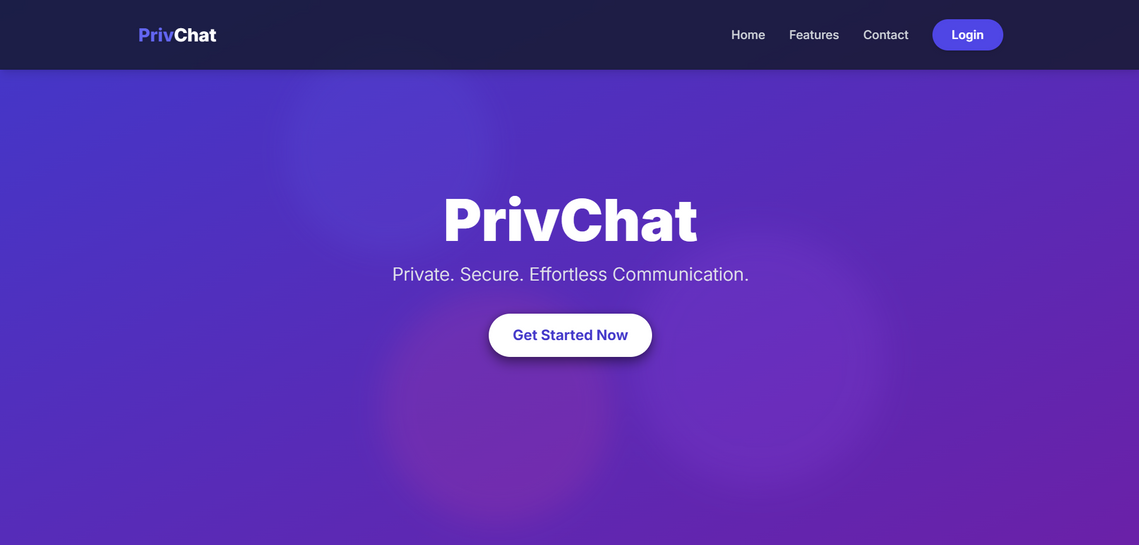 PrivChat Home Features Contact Login
PrivChat
Private. Secure. Effortless Communication.
Get Started Now